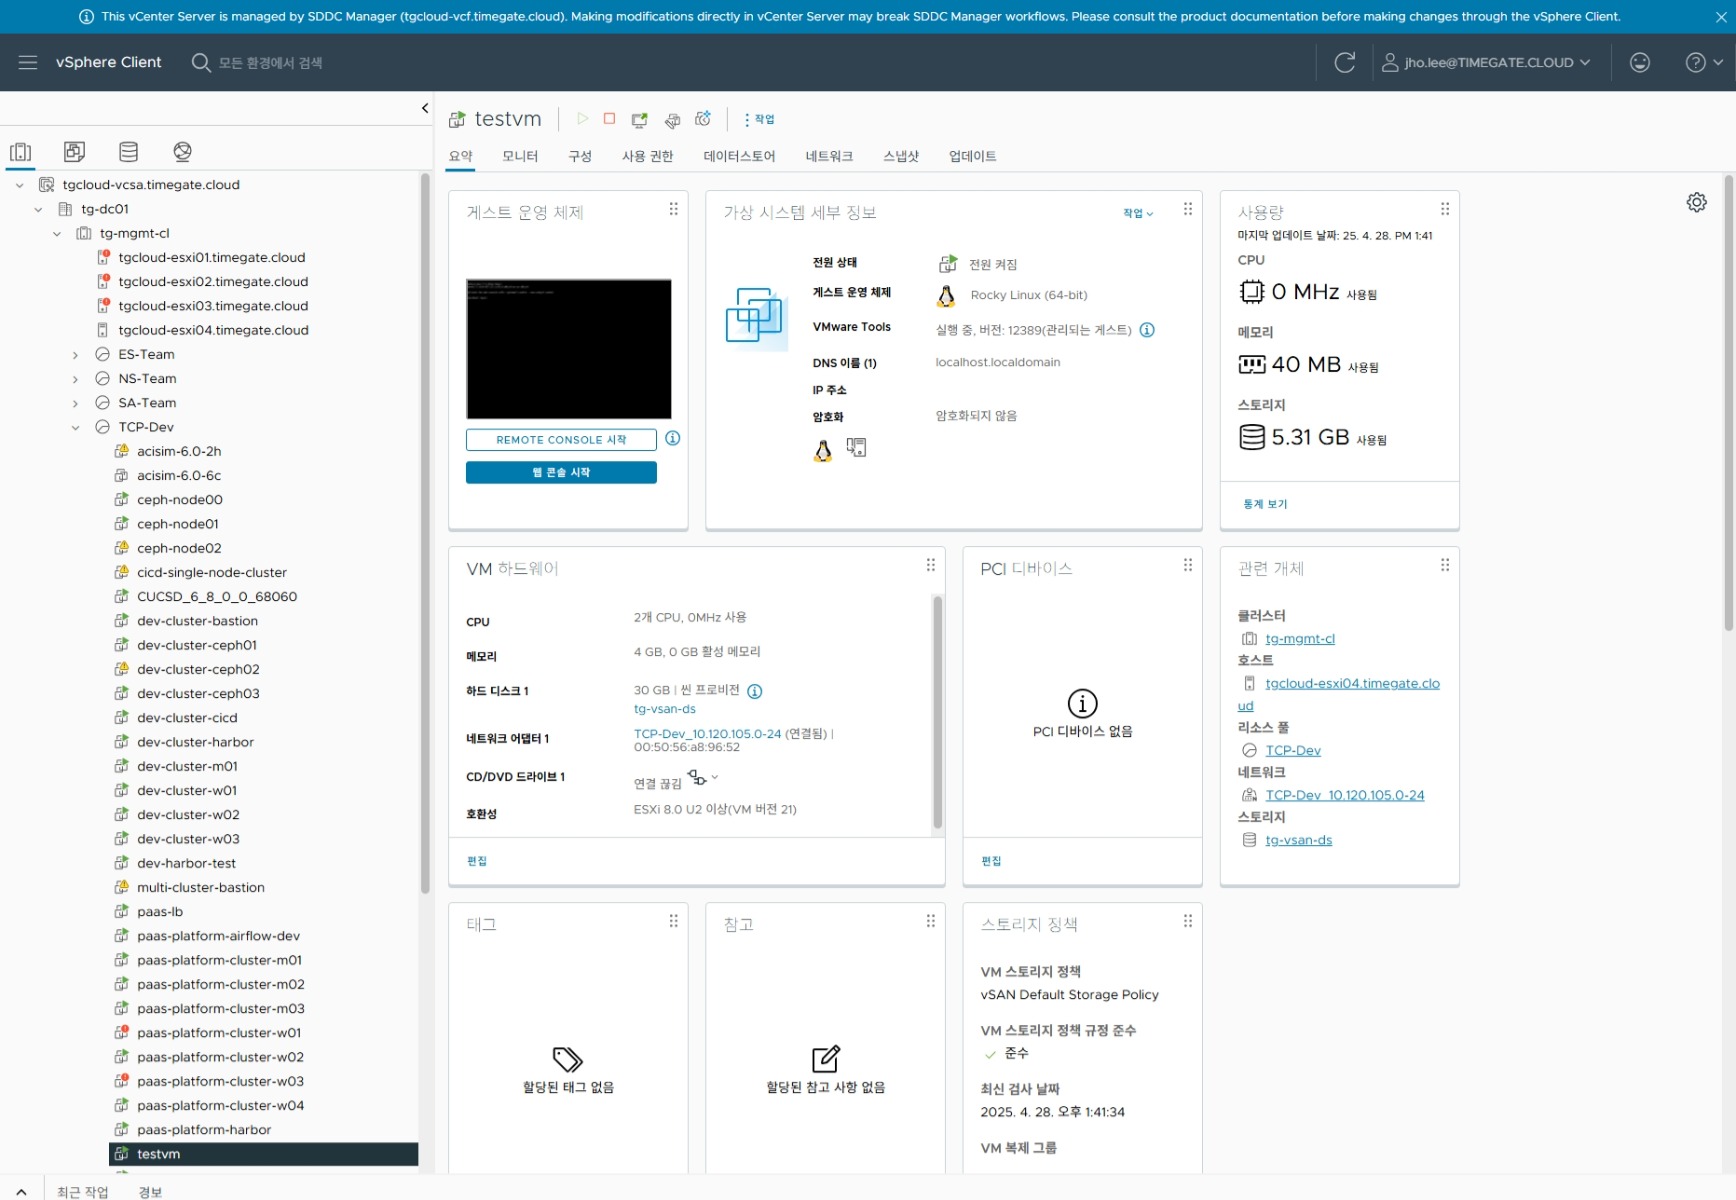 This vCenter Server is managed by SDDC Manager (tgcloud-vcf.timegate.cloud). Making modifications directly in vCenter Server may break SDDC Manager workflows. Please consult the product documentation before making changes through the vSphere Client.
vSphere Client
모든 환경에서 검색
jho.lee@TIMEGATE.CLOUD
tgcloud-vcsa.timegate.cloud
tg-dc01
tg-mgmt-cl
tgcloud-esxi01.timegate.cloud
tgcloud-esxi02.timegate.cloud
tgcloud-esxi03.timegate.cloud
tgcloud-esxi04.timegate.cloud
ES-Team
NS-Team
SA-Team
TCP-Dev
acisim-6.0-2h
acisim-6.0-6c
ceph-node00
ceph-node01
ceph-node02
cicd-single-node-cluster
CUCSD_6_8_0_0_68060
dev-cluster-bastion
dev-cluster-ceph01
dev-cluster-ceph02
dev-cluster-ceph03
dev-cluster-cicd
dev-cluster-harbor
dev-cluster-m01
dev-cluster-w01
dev-cluster-w02
dev-cluster-w03
dev-harbor-test
multi-cluster-bastion
paas-lb
paas-platform-airflow-dev
paas-platform-cluster-m01
paas-platform-cluster-m02
paas-platform-cluster-m03
paas-platform-cluster-w01
paas-platform-cluster-w02
paas-platform-cluster-w03
paas-platform-cluster-w04
paas-platform-harbor
testvm
testvm
작업
요약 모니터 구성 사용 권한 데이터스토어 네트워크 스냅샷 업데이트
게스트 운영 체제
REMOTE CONSOLE 시작
웹 콘솔 시작
가상 시스템 세부 정보
작업
전원 상태 전원 켜짐
게스트 운영 체제 Rocky Linux (64-bit)
VMware Tools 실행 중, 버전: 12389(관리되는 게스트)
DNS 이름 (1) localhost.localdomain
IP 주소
암호화 암호화되지 않음
사용량
마지막 업데이트 날짜: 25. 4. 28. PM 1:41
CPU
0 MHz 사용됨
메모리
40 MB 사용됨
스토리지
5.31 GB 사용됨
통계 보기
VM 하드웨어
CPU 2개 CPU, 0MHz 사용
메모리 4 GB, 0 GB 활성 메모리
하드 디스크 1 30 GB | 씬 프로비전
tg-vsan-ds
네트워크 어댑터 1 TCP-Dev_10.120.105.0-24 (연결됨) |
00:50:56:a8:96:52
CD/DVD 드라이브 1 연결 끊김
호환성 ESXi 8.0 U2 이상(VM 버전 21)
편집
PCI 디바이스
PCI 디바이스 없음
편집
관련 개체
클러스터
tg-mgmt-cl
호스트
tgcloud-esxi04.timegate.clo
ud
리소스 풀
TCP-Dev
네트워크
TCP-Dev_10.120.105.0-24
스토리지
tg-vsan-ds
태그
할당된 태그 없음
참고
할당된 참고 사항 없음
스토리지 정책
VM 스토리지 정책
vSAN Default Storage Policy
VM 스토리지 정책 규정 준수
준수
최신 검사 날짜
2025. 4. 28. 오후 1:41:34
VM 복제 그룹
최근 작업 경보